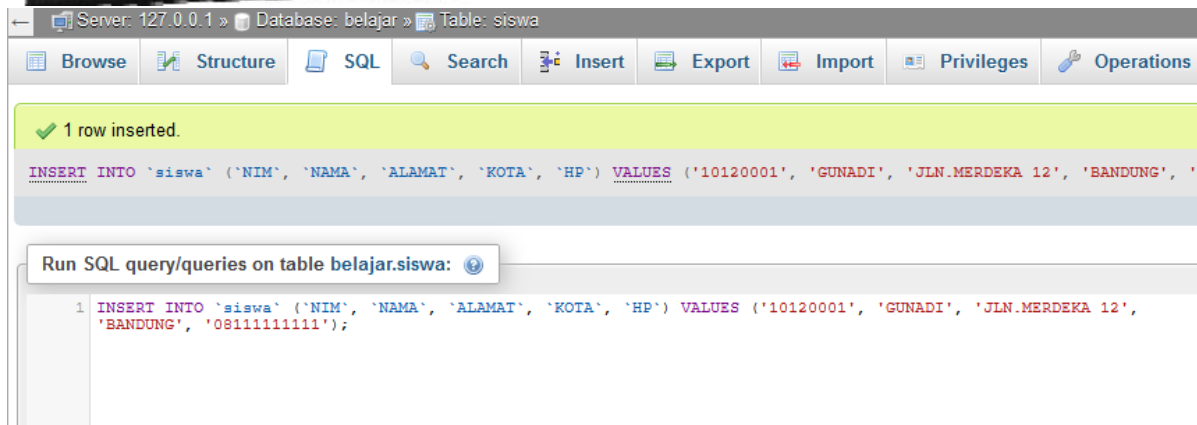 ← Server: 127.0.0.1 » Database: belajar » Table: siswa
Browse Structure SQL Search Insert Export Import Privileges Operations
1 row inserted.
INSERT INTO `siswa` (`NIM`, `NAMA`, `ALAMAT`, `KOTA`, `HP`) VALUES ('10120001', 'GUNADI', 'JLN.MERDEKA 12', 'BANDUNG', '
Run SQL query/queries on table belajar.siswa:
1 INSERT INTO `siswa` (`NIM`, `NAMA`, `ALAMAT`, `KOTA`, `HP`) VALUES ('10120001', 'GUNADI', 'JLN.MERDEKA 12',
'BANDUNG', '08111111111');